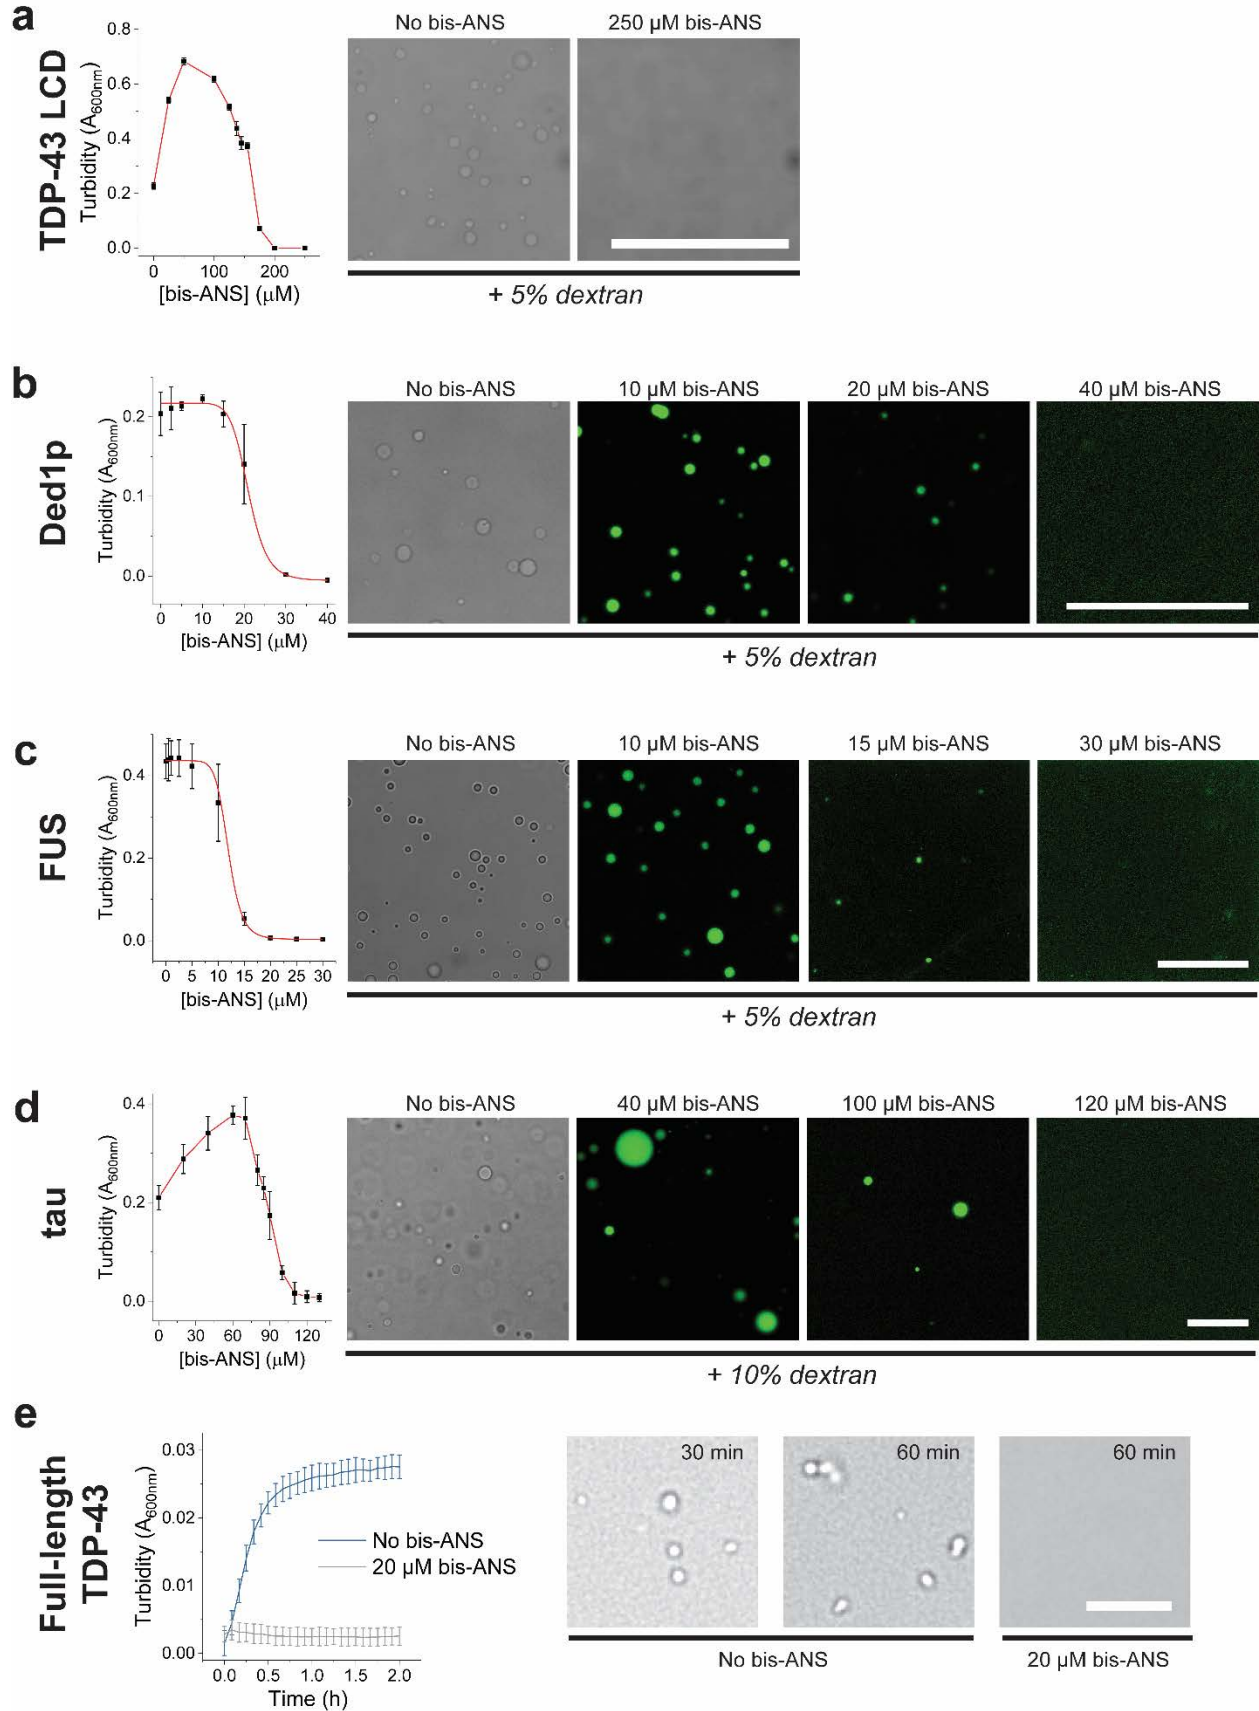 a
TDP-43 LCD
Turbidity (A600nm)
0.8
0.6
0.4
0.2
0.0
0
100
200
[bis-ANS] (μM)
No bis-ANS
250 μM bis-ANS
+ 5% dextran
b
Ded1p
Turbidity (A600nm)
0.2
0.1
0.0
0
10
20
30
40
[bis-ANS] (μM)
No bis-ANS
10 μM bis-ANS
20 μM bis-ANS
40 μM bis-ANS
+ 5% dextran
c
FUS
Turbidity (A600nm)
0.4
0.2
0.0
0
5
10
15
20
25
30
[bis-ANS] (μM)
No bis-ANS
10 μM bis-ANS
15 μM bis-ANS
30 μM bis-ANS
+ 5% dextran
d
tau
Turbidity (A600nm)
0.4
0.2
0.0
0
30
60
90
120
[bis-ANS] (μM)
No bis-ANS
40 μM bis-ANS
100 μM bis-ANS
120 μM bis-ANS
+ 10% dextran
e
Full-length
TDP-43
Turbidity (A600nm)
0.03
0.02
0.01
0.00
0.0
0.5
1.0
1.5
2.0
Time (h)
No bis-ANS
20 μM bis-ANS
30 min
60 min
60 min
No bis-ANS
20 μM bis-ANS